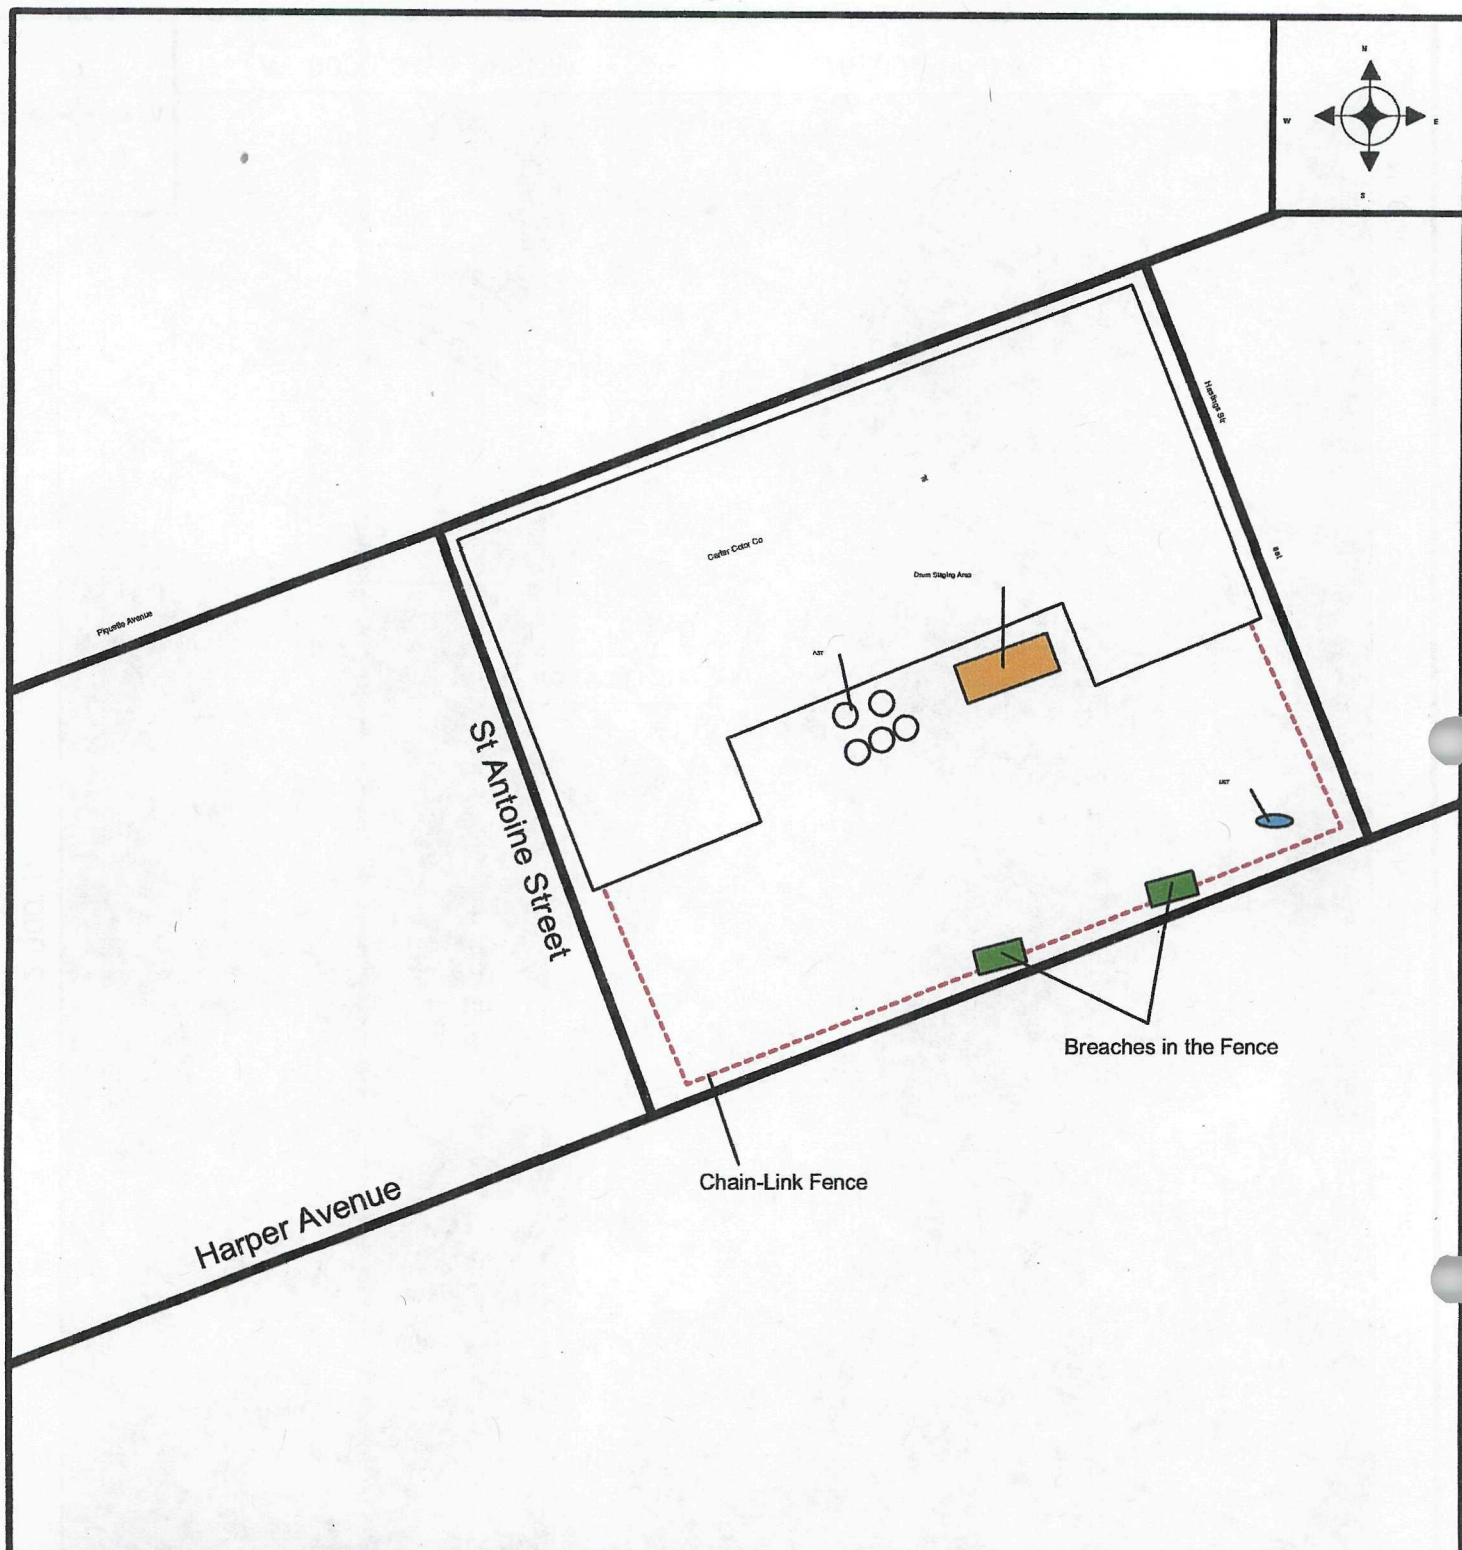 N
W
E
S
Hastings Str
eet
Carter Color Co
Drum Staging Area
Piquette Avenue
AST
St Antoine Street
UST
Breaches in the Fence
Chain-Link Fence
Harper Avenue